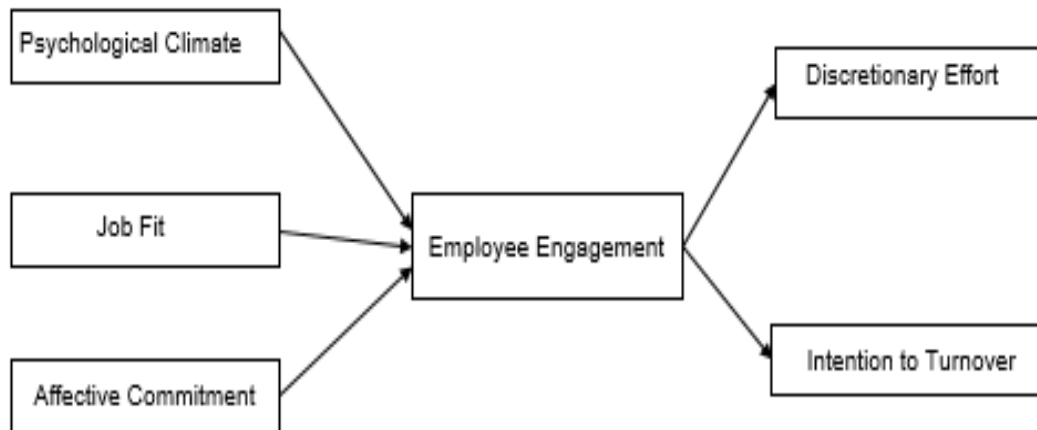 Psychological Climate
Discretionary Effort
Job Fit
Employee Engagement
Intention to Turnover
Affective Commitment